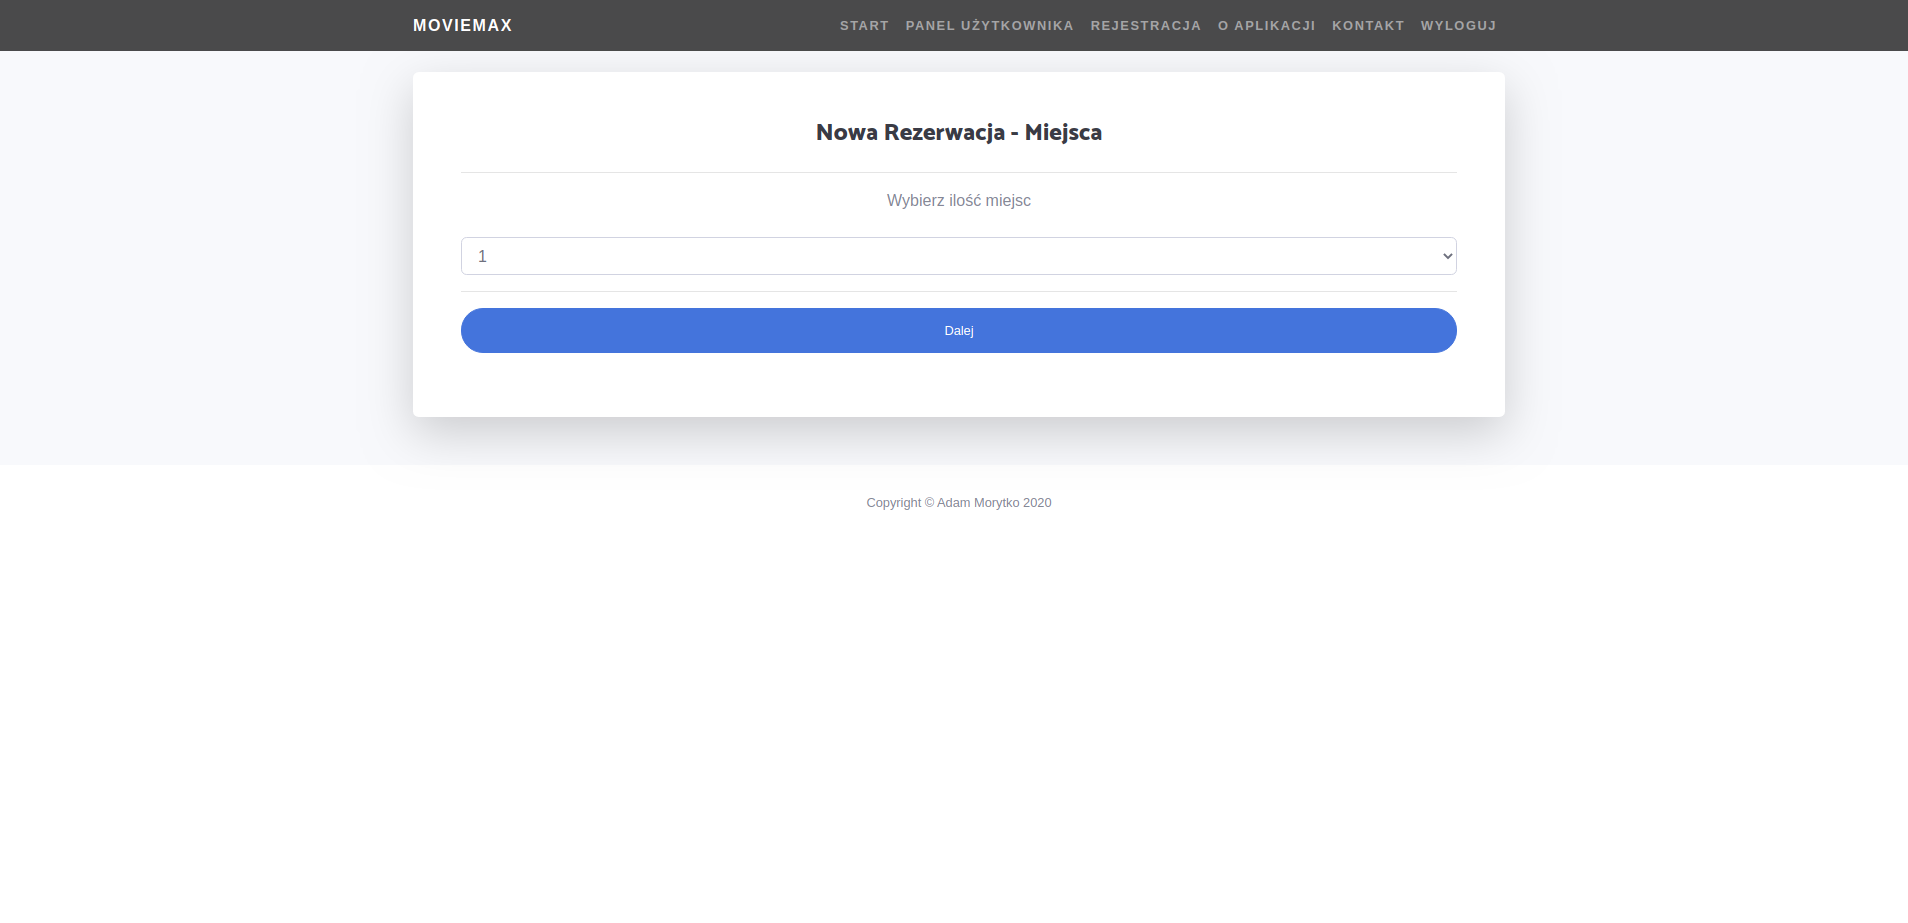 MOVIEMAX START PANEL UŻYTKOWNIKA REJESTRACJA O APLIKACJI KONTAKT WYLOGUJ
Nowa Rezerwacja - Miejsca
Wybierz ilość miejsc
1
Dalej
Copyright © Adam Morytko 2020